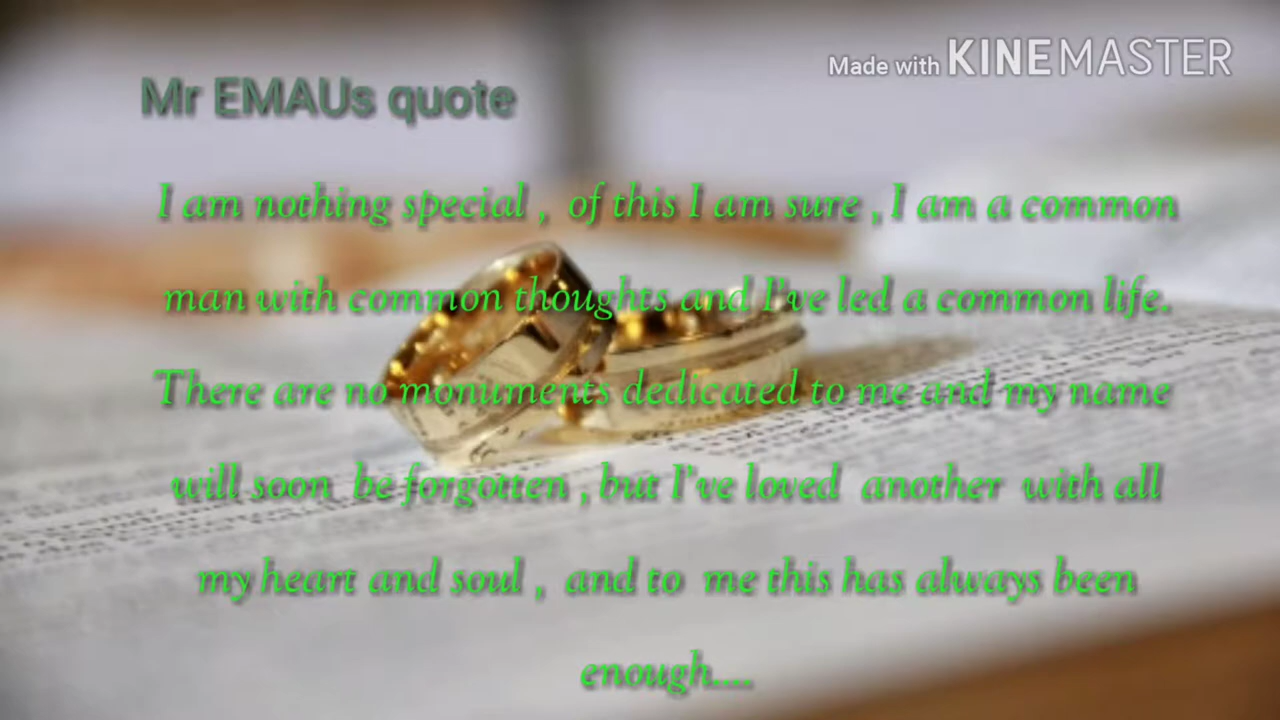 Made with KINEMASTER
Mr EMAUs quote
I am nothing special , of this I am sure , I am a common
man with common thoughts and I've led a common life.
There are no monuments dedicated to me and my name
will soon be forgotten , but I've loved another with all
my heart and soul , and to me this has always been
enough....